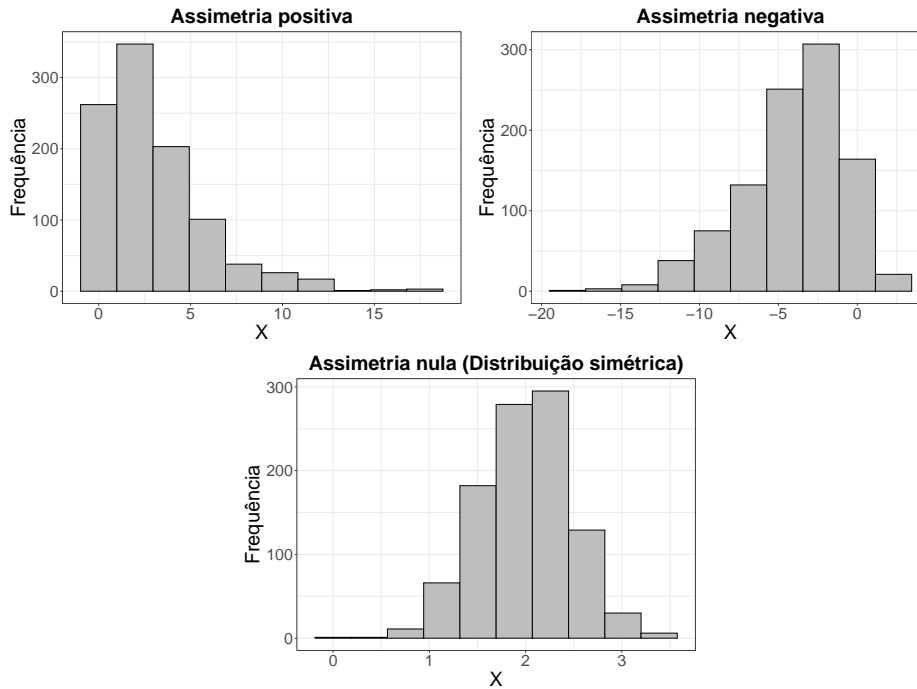 Assimetria positiva
Frequência
300
200
100
0
0 5 10 15
X
Assimetria negativa
Frequência
300
200
100
0
−20 −15 −10 −5 0
X
Assimetria nula (Distribuição simétrica)
Frequência
300
200
100
0
0 1 2 3
X